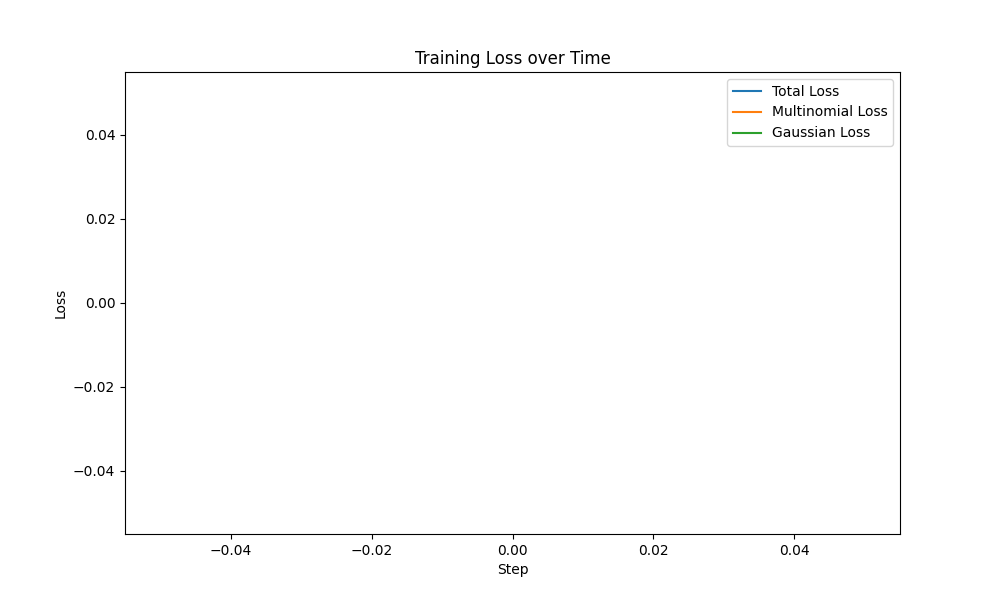 Training Loss over Time
Total Loss
Multinomial Loss
Gaussian Loss
0.04
0.02
0.00
−0.02
−0.04
Loss
−0.04
−0.02
0.00
0.02
0.04
Step